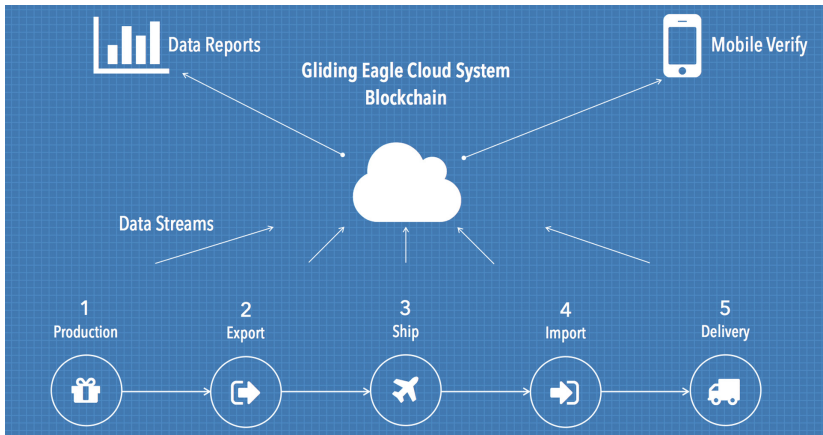 Data Reports
Mobile Verify
Gliding Eagle Cloud System
Blockchain
Data Streams
1
Production
2
Export
3
Ship
4
Import
5
Delivery